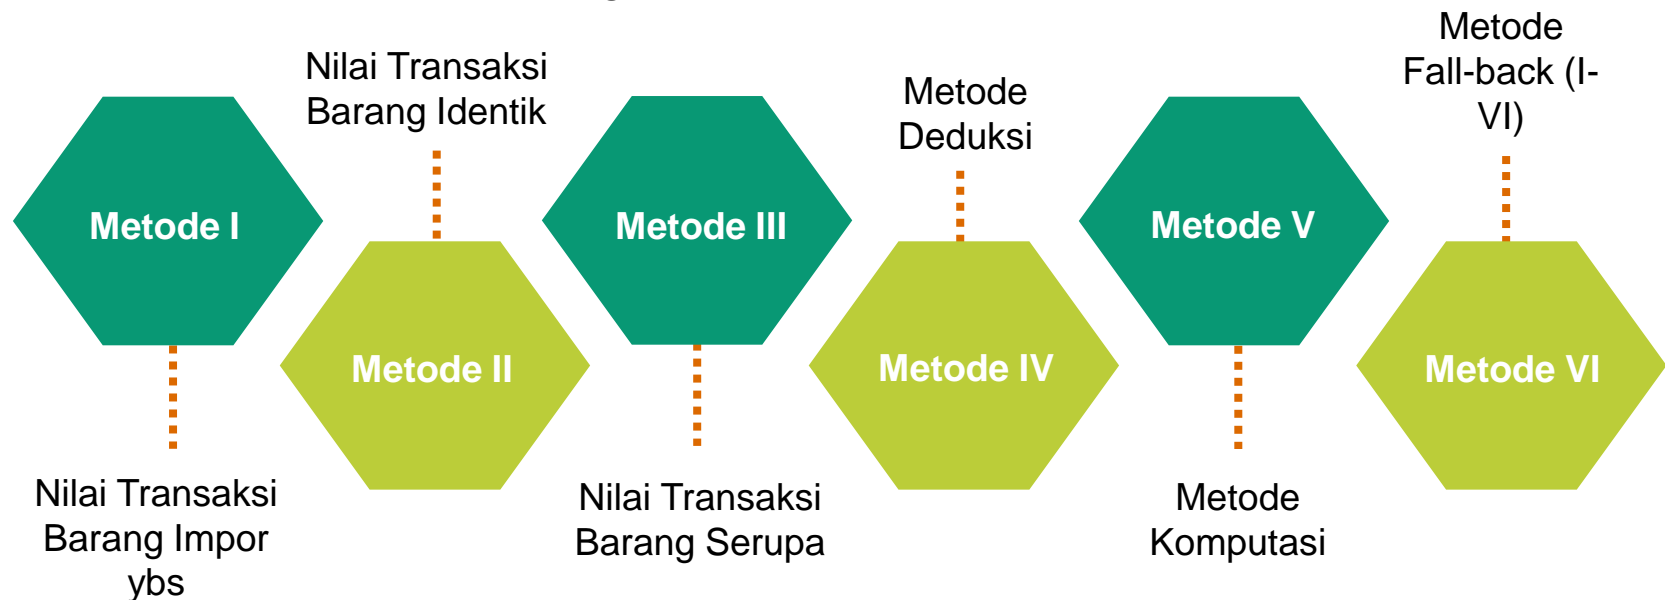 Metode I
Nilai Transaksi
Barang Impor
ybs
Nilai Transaksi
Barang Identik
Metode II
Metode III
Nilai Transaksi
Barang Serupa
Metode
Deduksi
Metode IV
Metode V
Metode
Komputasi
Metode
Fall-back (I-
VI)
Metode VI